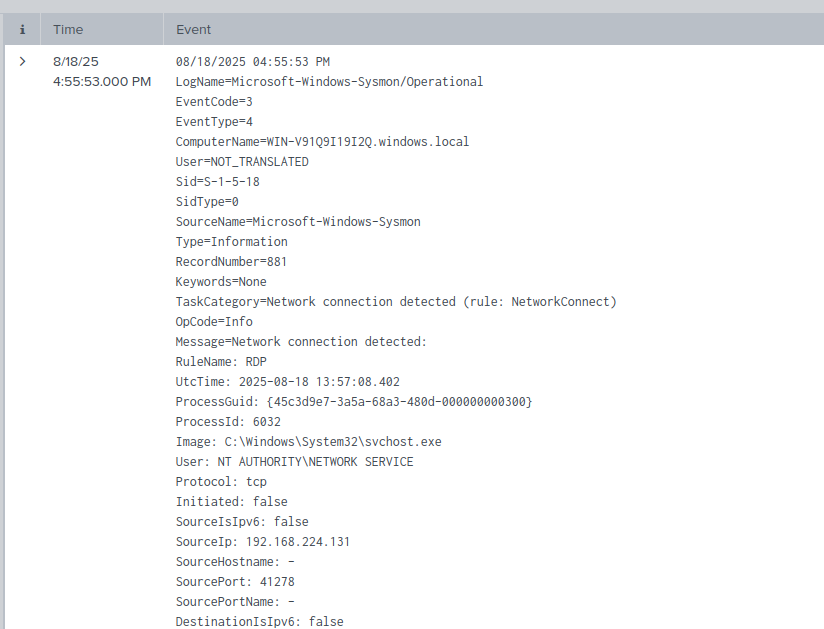 i Time Event
> 8/18/25 08/18/2025 04:55:53 PM
4:55:53.000 PM LogName=Microsoft-Windows-Sysmon/Operational
EventCode=3
EventType=4
ComputerName=WIN-V91Q9I19I2Q.windows.local
User=NOT_TRANSLATED
Sid=S-1-5-18
SidType=0
SourceName=Microsoft-Windows-Sysmon
Type=Information
RecordNumber=881
Keywords=None
TaskCategory=Network connection detected (rule: NetworkConnect)
OpCode=Info
Message=Network connection detected:
RuleName: RDP
UtcTime: 2025-08-18 13:57:08.402
ProcessGuid: {45c3d9e7-3a5a-68a3-480d-000000000300}
ProcessId: 6032
Image: C:\Windows\System32\svchost.exe
User: NT AUTHORITY\NETWORK SERVICE
Protocol: tcp
Initiated: false
SourceIsIpv6: false
SourceIp: 192.168.224.131
SourceHostname: -
SourcePort: 41278
SourcePortName: -
DestinationIsIpv6: false